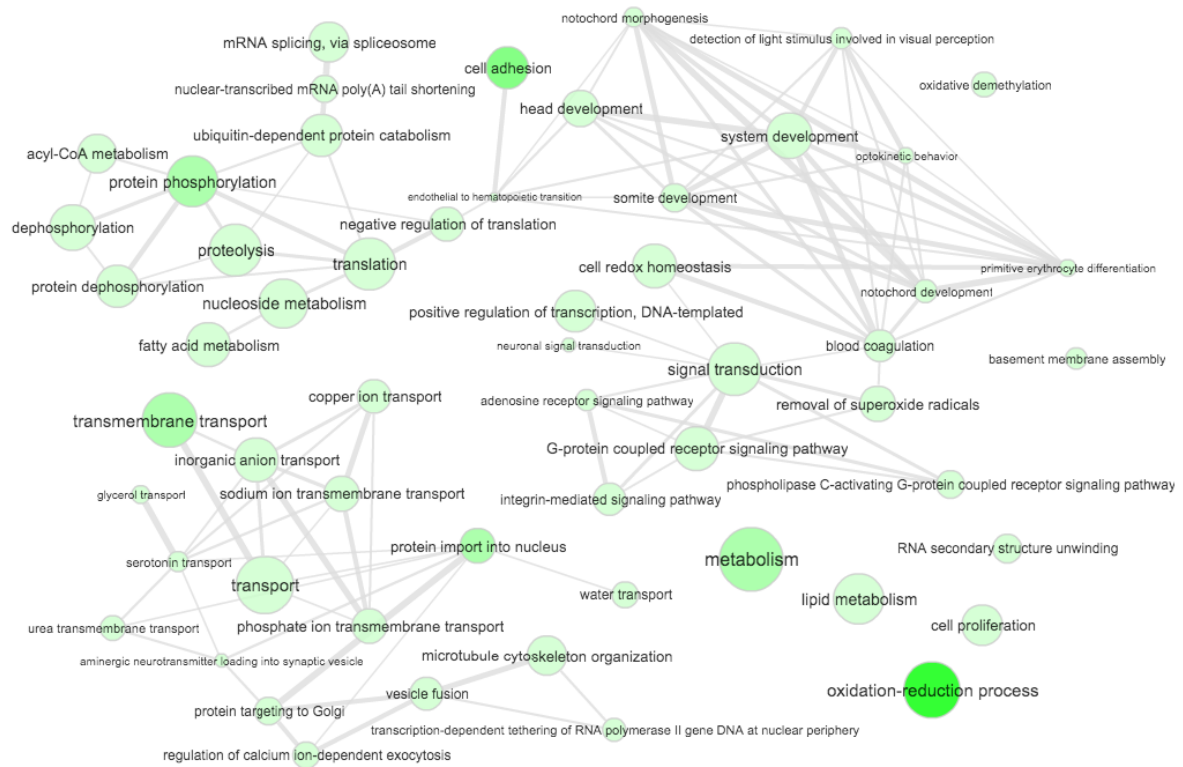 notochord morphogenesis
detection of light stimulus involved in visual perception
mRNA splicing, via spliceosome
cell adhesion
oxidative demethylation
nuclear-transcribed mRNA poly(A) tail shortening
head development
ubiquitin-dependent protein catabolism
system development
acyl-CoA metabolism
optokinetic behavior
protein phosphorylation
endothelial to hematopoietic transition
somite development
dephosphorylation
negative regulation of translation
proteolysis
translation
cell redox homeostasis
primitive erythrocyte differentiation
protein dephosphorylation
notochord development
nucleoside metabolism
positive regulation of transcription, DNA-templated
fatty acid metabolism
neuronal signal transduction
blood coagulation
basement membrane assembly
signal transduction
copper ion transport
adenosine receptor signaling pathway
removal of superoxide radicals
transmembrane transport
G-protein coupled receptor signaling pathway
inorganic anion transport
phospholipase C-activating G-protein coupled receptor signaling pathway
glycerol transport
sodium ion transmembrane transport
integrin-mediated signaling pathway
protein import into nucleus
RNA secondary structure unwinding
metabolism
serotonin transport
transport
water transport
lipid metabolism
urea transmembrane transport
phosphate ion transmembrane transport
cell proliferation
aminergic neurotransmitter loading into synaptic vesicle
microtubule cytoskeleton organization
vesicle fusion
oxidation-reduction process
protein targeting to Golgi
transcription-dependent tethering of RNA polymerase II gene DNA at nuclear periphery
regulation of calcium ion-dependent exocytosis